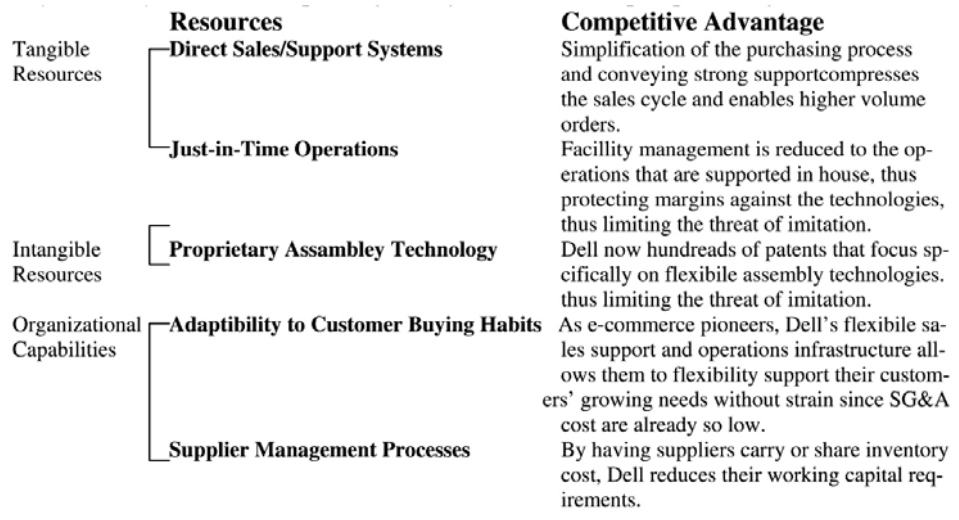 Resources Competitive Advantage
Tangible Direct Sales/Support Systems Simplification of the purchasing process
Resources and conveying strong supportcompresses
the sales cycle and enables higher volume
orders.
Just-in-Time Operations Facillity management is reduced to the op-
erations that are supported in house, thus
protecting margins against the technologies,
thus limiting the threat of imitation.
Intangible Proprietary Assambley Technology Dell now hundreds of patents that focus sp-
Resources cifically on flexibile assembly technologies.
thus limiting the threat of imitation.
Organizational Adaptibility to Customer Buying Habits As e-commerce pioneers, Dell's flexibile sa-
Capabilities les support and operations infrastructure all-
ows them to flexibility support their custom-
ers' growing needs without strain since SG&A
cost are already so low.
Supplier Management Processes By having suppliers carry or share inventory
cost, Dell reduces their working capital req-
irements.